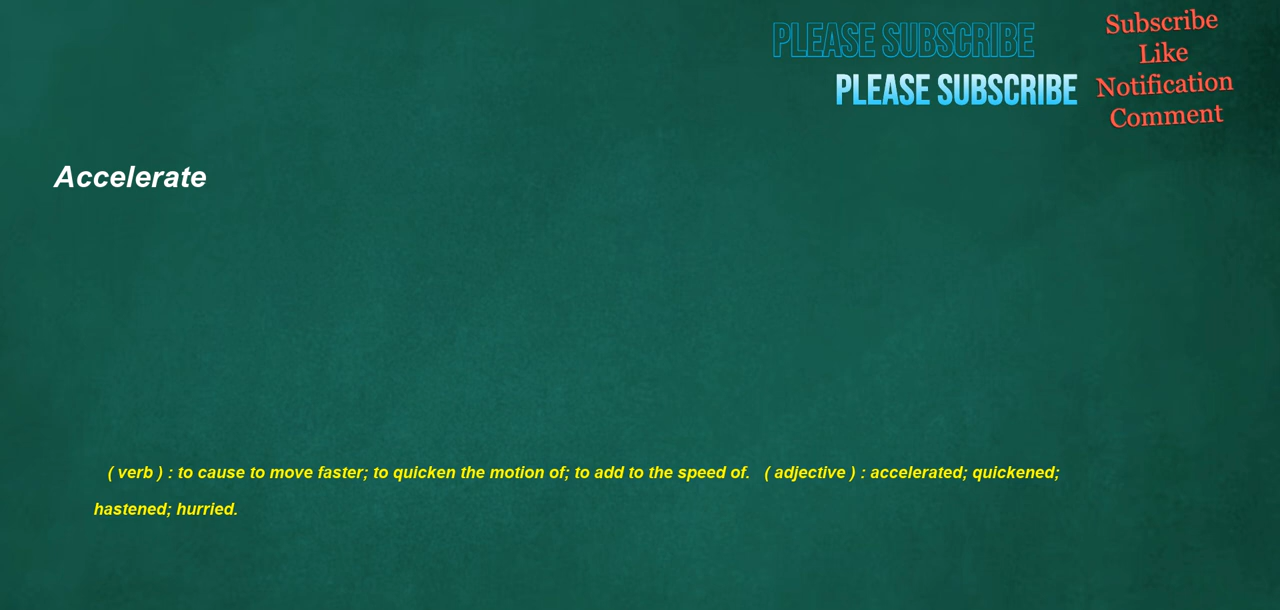 PLEASE SUBSCRIBE
PLEASE SUBSCRIBE
Subscribe
Like
Notification
Comment
Accelerate
( verb ) : to cause to move faster; to quicken the motion of; to add to the speed of. ( adjective ) : accelerated; quickened;
hastened; hurried.